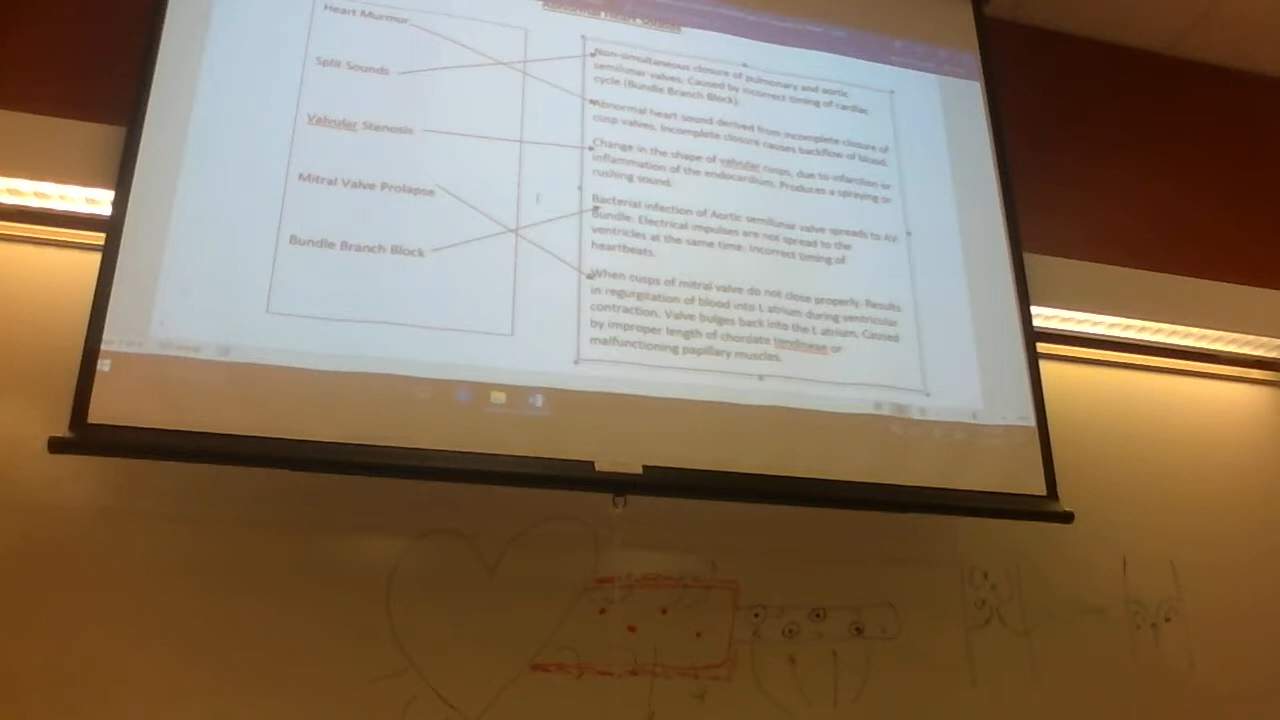 Abnormal Heart Sounds
Heart Murmur
Split Sounds
Valvular Stenosis
Mitral Valve Prolapse
Bundle Branch Block
Non-simultaneous closure of pulmonary and aortic
semilunar valves. Caused by incorrect timing of cardiac
cycle (Bundle Branch Block).
Abnormal heart sound derived from incomplete closure of
cusp valves. Incomplete closure causes backflow of blood.
Change in the shape of valvular cusps, due to infarction or
inflammation of the endocardium. Produces a spraying or
rushing sound.
Bacterial infection of Aortic semilunar valve spreads to AV
Bundle. Electrical impulses are not spread to the
ventricles at the same time. Incorrect timing of
heartbeats.
When cusps of mitral valve do not close properly. Results
in regurgitation of blood into L atrium during ventricular
contraction. Valve bulges back into the L atrium. Caused
by improper length of chordate tendineae or
malfunctioning papillary muscles.